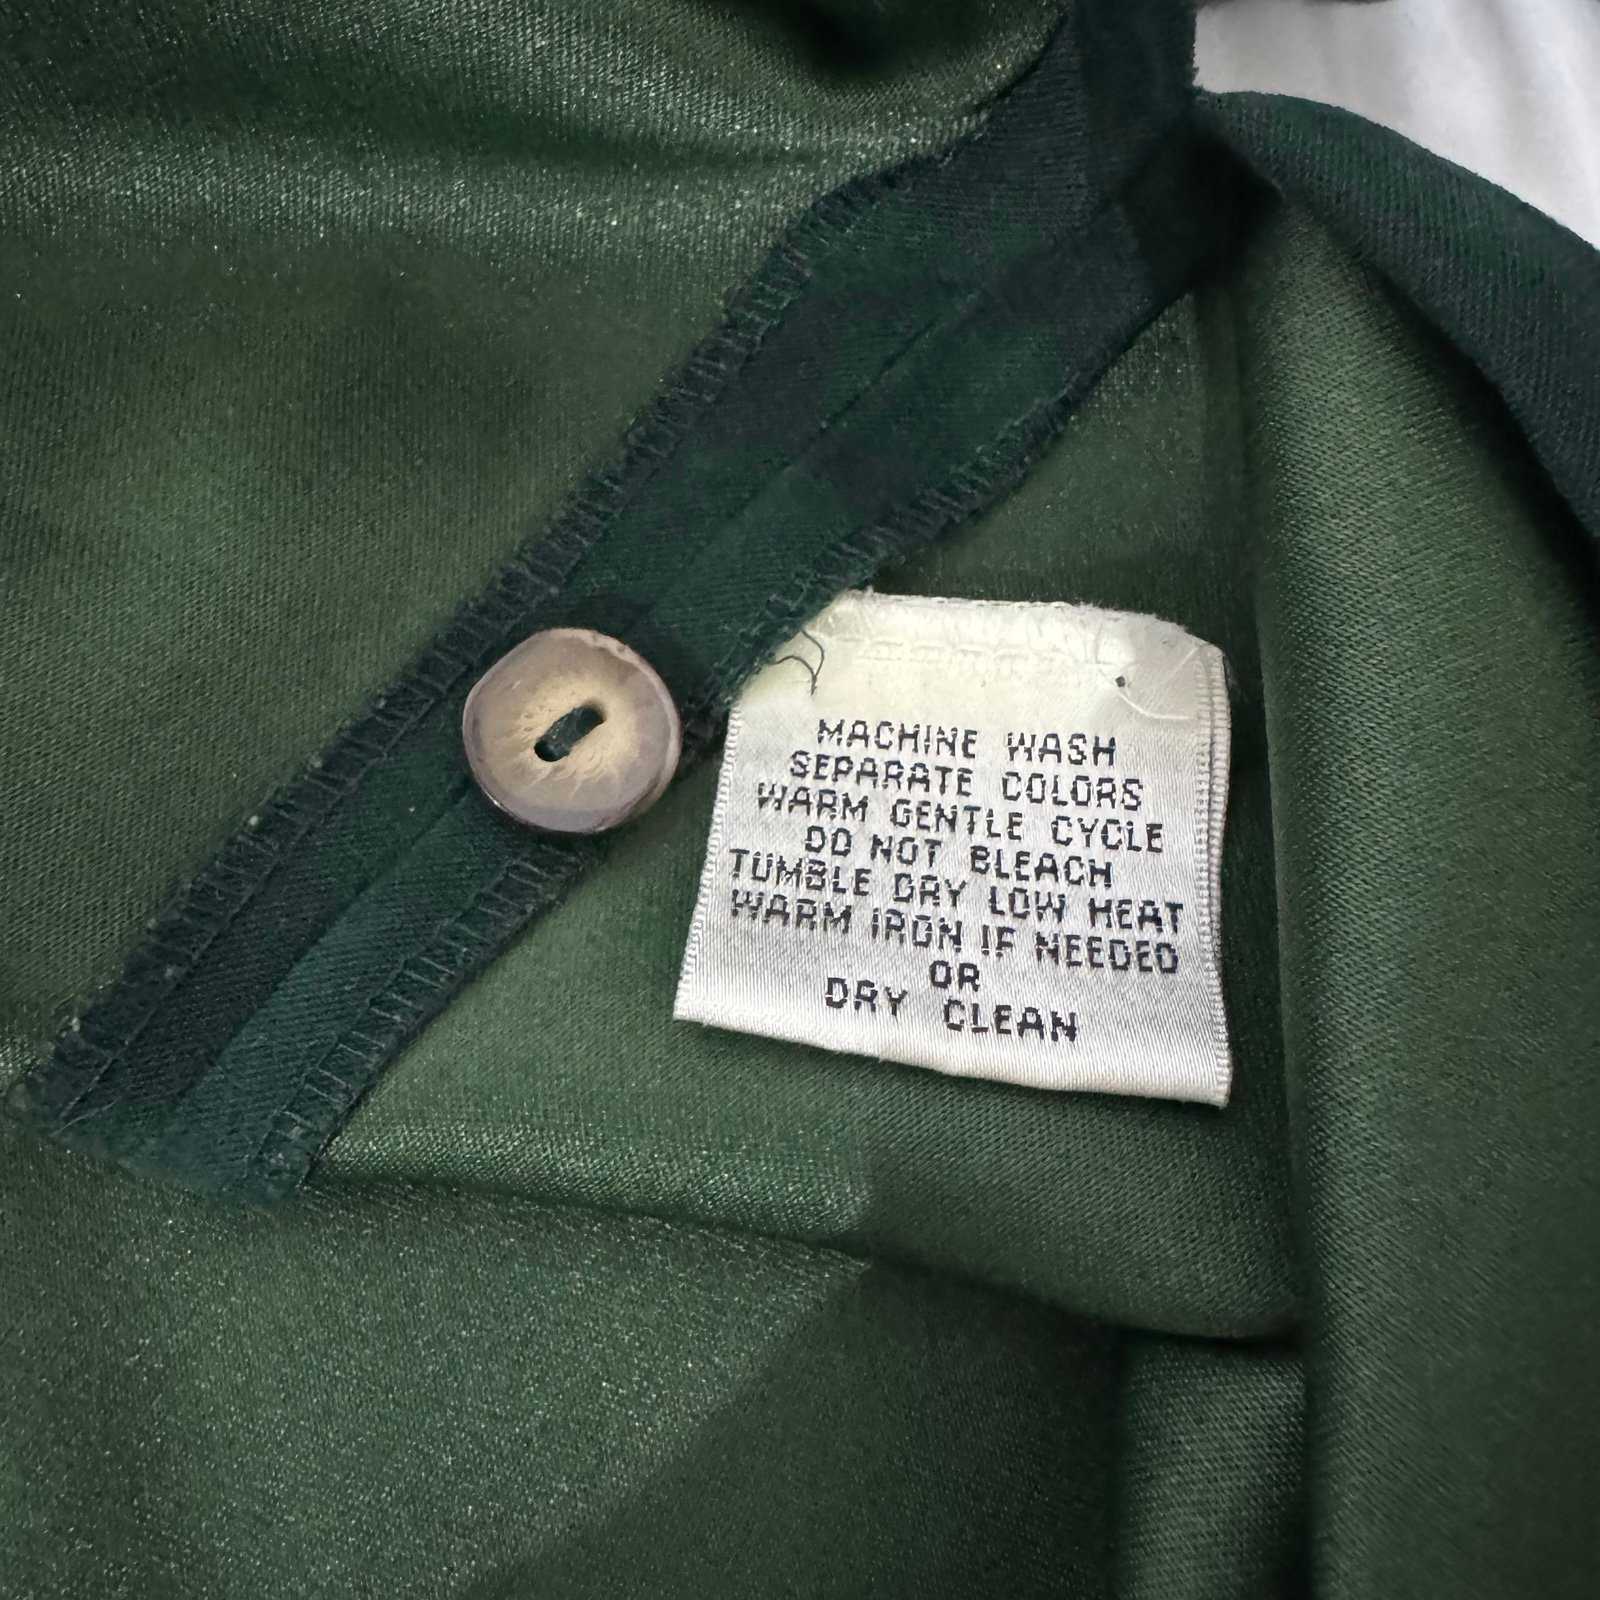 MACHINE WASH
SEPARATE COLORS
WARM GENTLE CYCLE
DO NOT BLEACH
TUMBLE DRY LOW HEAT
WARM IRON IF NEEDED
OR
DRY CLEAN